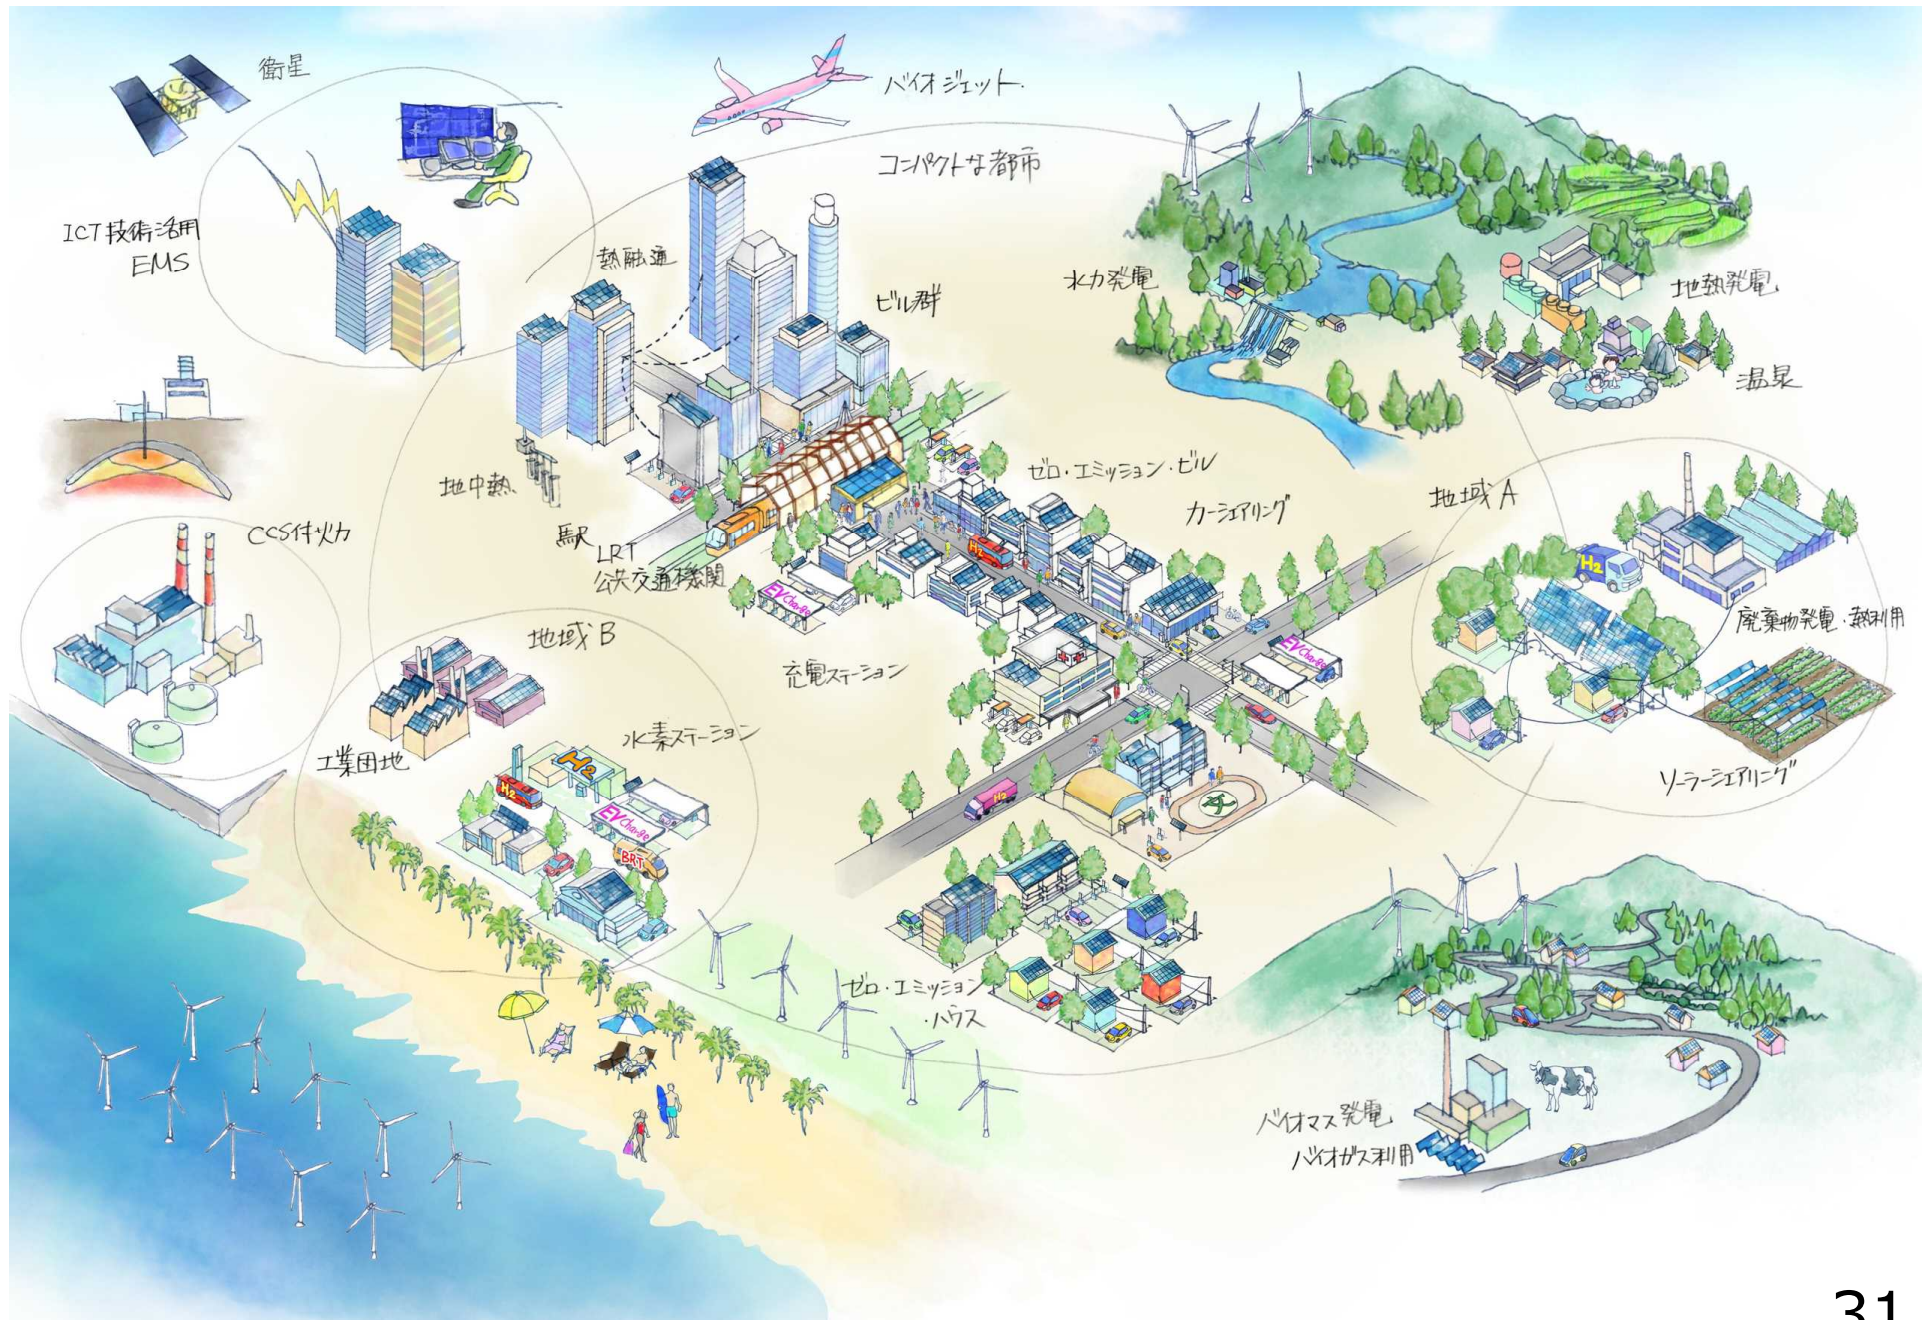 衛星
バイオジェット
コンパクトな都市
ICT技術活用
EMS
熱融通
ビル群
水力発電
地熱発電
温泉
地中熱
ゼロ・エミッション・ビル
カーシェアリング
地域A
駅
LRT
公共交通機関
CCS付火力
H2
H2
EV Charge
EV Charge
廃棄物発電・熱利用
地域B
充電ステーション
水素ステーション
工業団地
H2
H2
EV Charge
BRT
H2
文
ソーラーシェアリング
ゼロ・エミッション
・ハウス
バイオマス発電
バイオガス利用
31